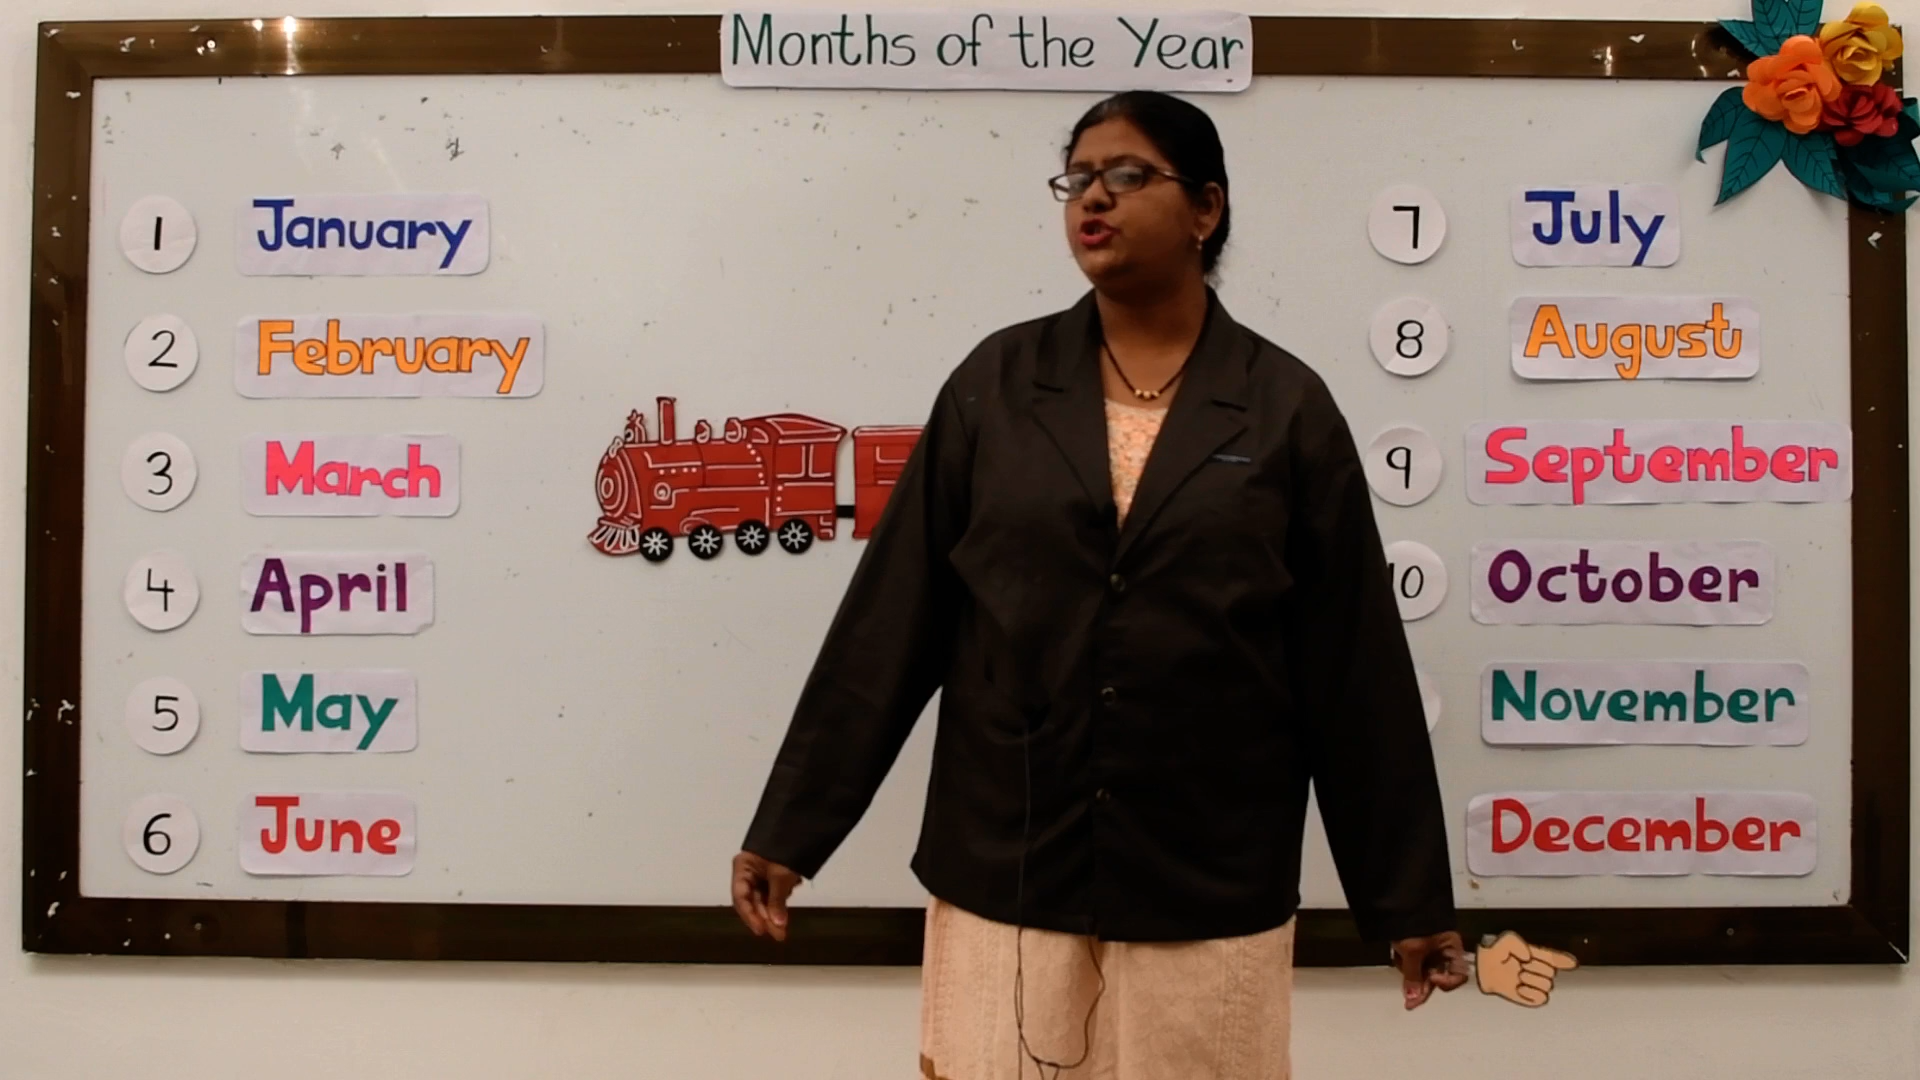 Months of the Year
1 January
2 February
3 March
4 April
5 May
6 June
7 July
8 August
9 September
10 October
November
December